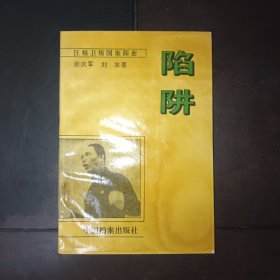 汪精卫叛国案探密
张庆军 刘冰著
陷
阱
中国档案出版社